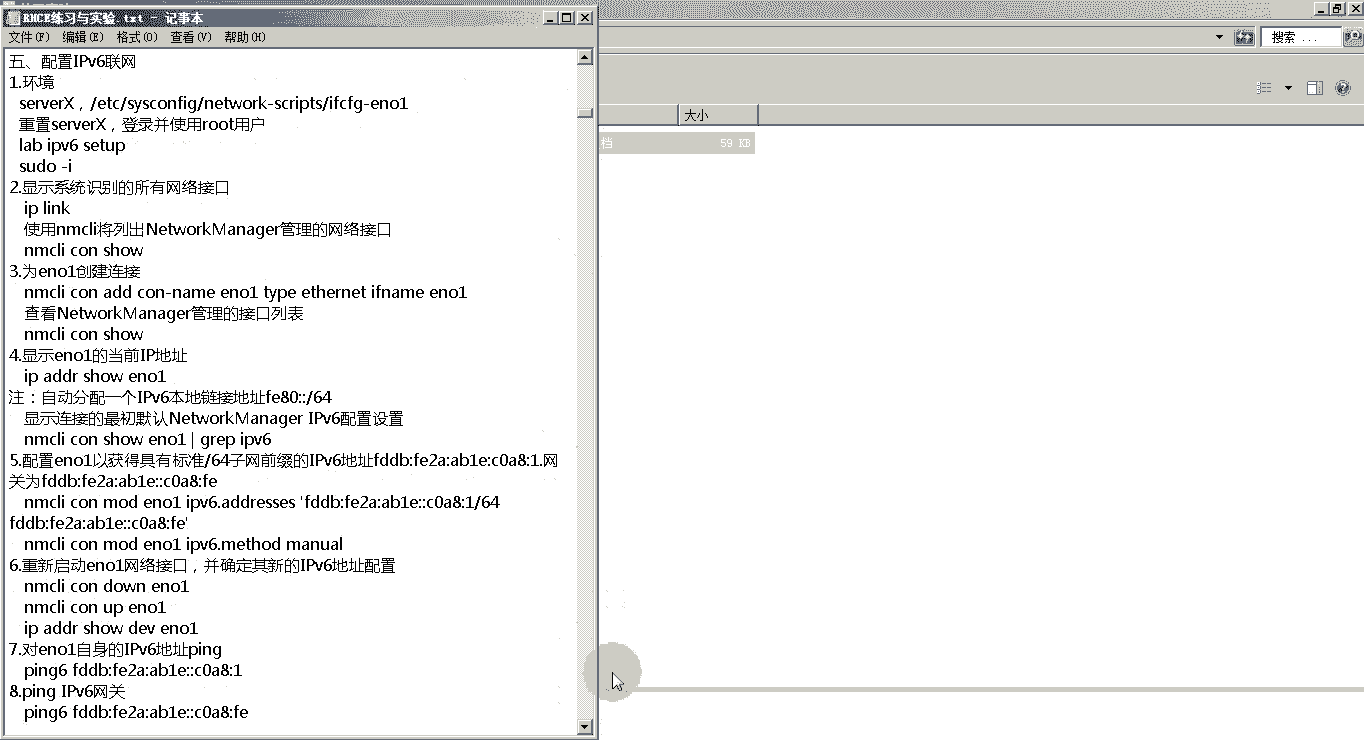 RHCE练习与实验.txt - 记事本
文件(F) 编辑(E) 格式(O) 查看(V) 帮助(H)
搜索 ...
大小
档 59 KB
五、配置IPv6联网
1.环境
serverX，/etc/sysconfig/network-scripts/ifcfg-eno1
重置serverX，登录并使用root用户
lab ipv6 setup
sudo -i
2.显示系统识别的所有网络接口
ip link
使用nmcli将列出NetworkManager管理的网络接口
nmcli con show
3.为eno1创建连接
nmcli con add con-name eno1 type ethernet ifname eno1
查看NetworkManager管理的接口列表
nmcli con show
4.显示eno1的当前IP地址
ip addr show eno1
注：自动分配一个IPv6本地链接地址fe80::/64
显示连接的最初默认NetworkManager IPv6配置设置
nmcli con show eno1 | grep ipv6
5.配置eno1以获得具有标准/64子网前缀的IPv6地址fddb:fe2a:ab1e:c0a8:1.网
关为fddb:fe2a:ab1e::c0a8:fe
nmcli con mod eno1 ipv6.addresses 'fddb:fe2a:ab1e::c0a8:1/64
fddb:fe2a:ab1e::c0a8:fe'
nmcli con mod eno1 ipv6.method manual
6.重新启动eno1网络接口，并确定其新的IPv6地址配置
nmcli con down eno1
nmcli con up eno1
ip addr show dev eno1
7.对eno1自身的IPv6地址ping
ping6 fddb:fe2a:ab1e::c0a8:1
8.ping IPv6网关
ping6 fddb:fe2a:ab1e::c0a8:fe